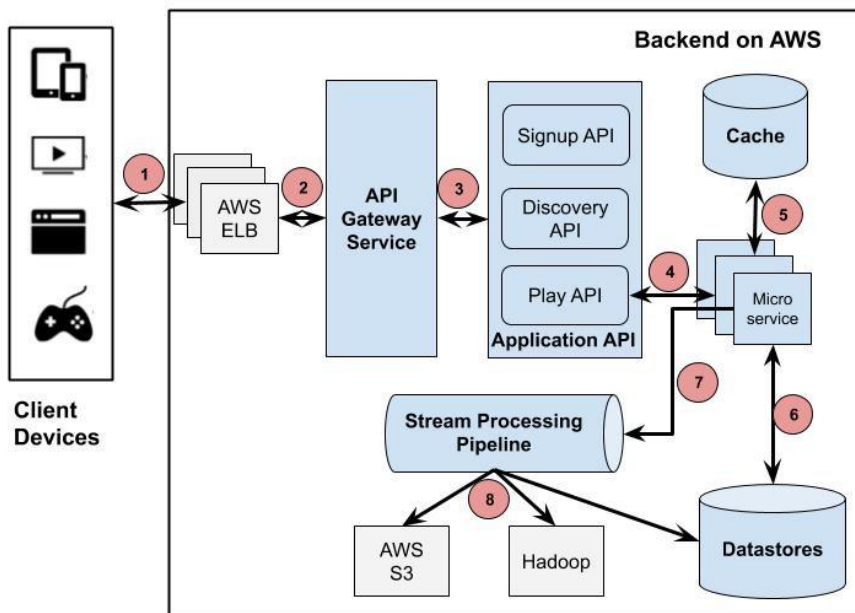 Backend on AWS
Client
Devices
1
AWS
ELB
2
API
Gateway
Service
3
Signup API
Discovery
API
Play API
Application API
4
Cache
5
Micro
service
6
7
Stream Processing
Pipeline
8
AWS
S3
Hadoop
Datastores